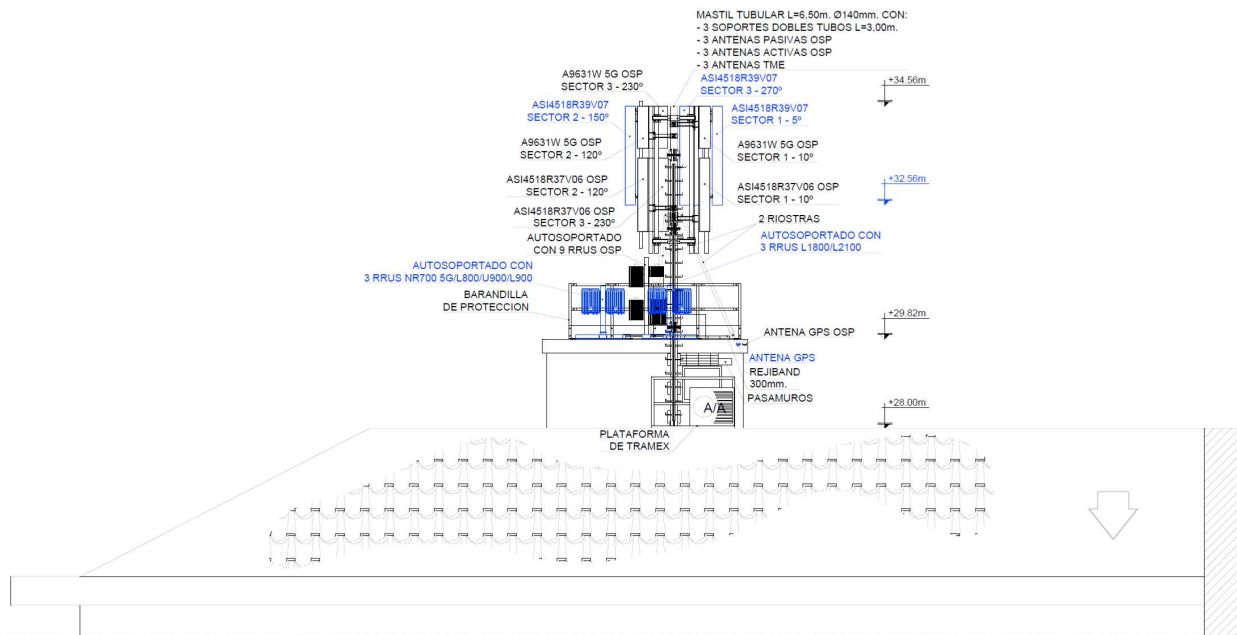 MASTIL TUBULAR L=6,50m. Ø140mm. CON:
- 3 SOPORTES DOBLES TUBOS L=3,00m.
- 3 ANTENAS PASIVAS OSP
- 3 ANTENAS ACTIVAS OSP
- 3 ANTENAS TME
A9631W 5G OSP
SECTOR 3 - 230º
ASI4518R39V07
SECTOR 3 - 270º
+34.56m
ASI4518R39V07
SECTOR 2 - 150º
ASI4518R39V07
SECTOR 1 - 5º
A9631W 5G OSP
SECTOR 2 - 120º
A9631W 5G OSP
SECTOR 1 - 10º
ASI4518R37V06 OSP
SECTOR 2 - 120º
ASI4518R37V06 OSP
SECTOR 1 - 10º
+32.56m
ASI4518R37V06 OSP
SECTOR 3 - 230º
2 RIOSTRAS
AUTOSOPORTADO
CON 9 RRUS OSP
AUTOSOPORTADO CON
3 RRUS L1800/L2100
AUTOSOPORTADO CON
3 RRUS NR700 5G/L800/U900/L900
BARANDILLA
DE PROTECCION
+29.82m
ANTENA GPS OSP
ANTENA GPS
REJIBAND
300mm.
PASAMUROS
A/A
+28.00m
PLATAFORMA
DE TRAMEX